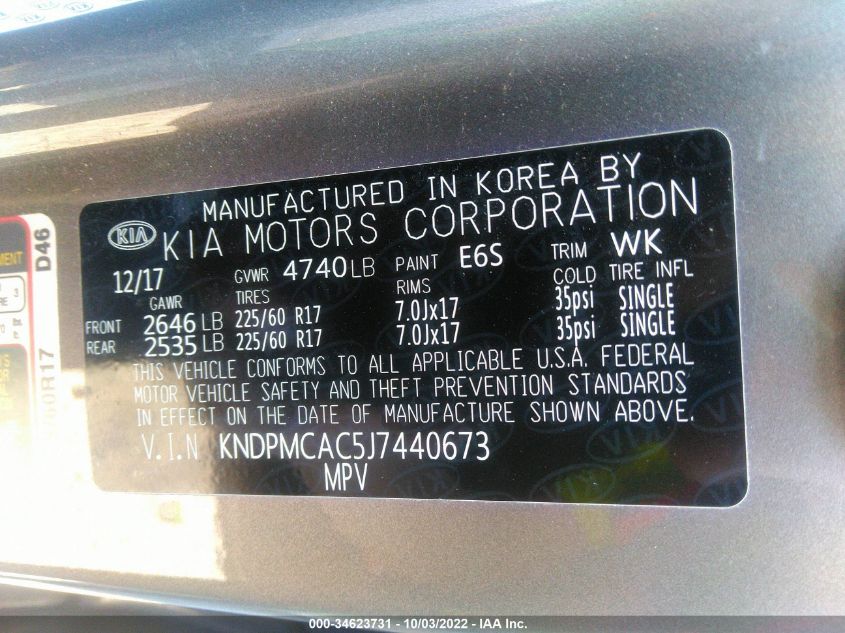 MANUFACTURED IN KOREA BY
KIA KIA MOTORS CORPORATION
12/17 GVWR 4740LB PAINT E6S TRIM WK
GAWR TIRES RIMS COLD TIRE INFL
FRONT 2646 LB 225/60 R17 7.0Jx17 35psi SINGLE
REAR 2535 LB 225/60 R17 7.0Jx17 35psi SINGLE
THIS VEHICLE CONFORMS TO ALL APPLICABLE U.S.A. FEDERAL
MOTOR VEHICLE SAFETY AND THEFT PREVENTION STANDARDS
IN EFFECT ON THE DATE OF MANUFACTURE SHOWN ABOVE.
V.I.N KNDPMCAC5J7440673
MPV
D46
60R17
000-34623731 - 10/03/2022 - IAA Inc.